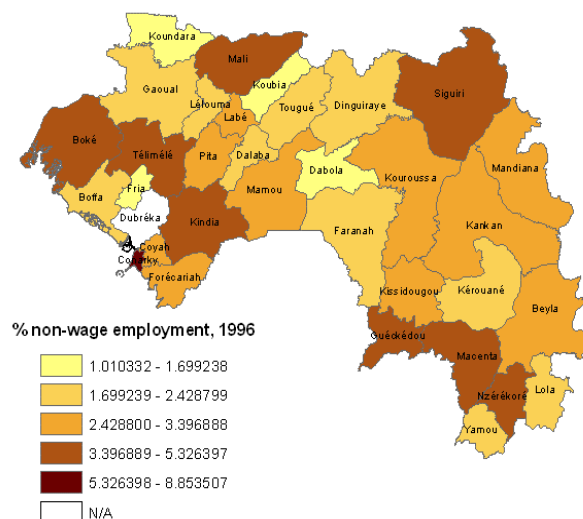 Koundara
Mali
Koubia
Gaoual
Lélouma
Labé
Tougué
Dinguiraye
Siguiri
Boké
Télimélé
Pita
Dalaba
Mamou
Dabola
Kouroussa
Mandiana
Fria
Boffa
Dubréka
Kindia
Faranah
Kankan
Coyah
Forécariah
Kissidougou
Kérouané
Beyla
Guéckédou
Macenta
Nzérékoré
Lola
Yamou
% non-wage employment, 1996
1.010332 - 1.699238
1.699239 - 2.428799
2.428800 - 3.396888
3.396889 - 5.326397
5.326398 - 8.853507
N/A